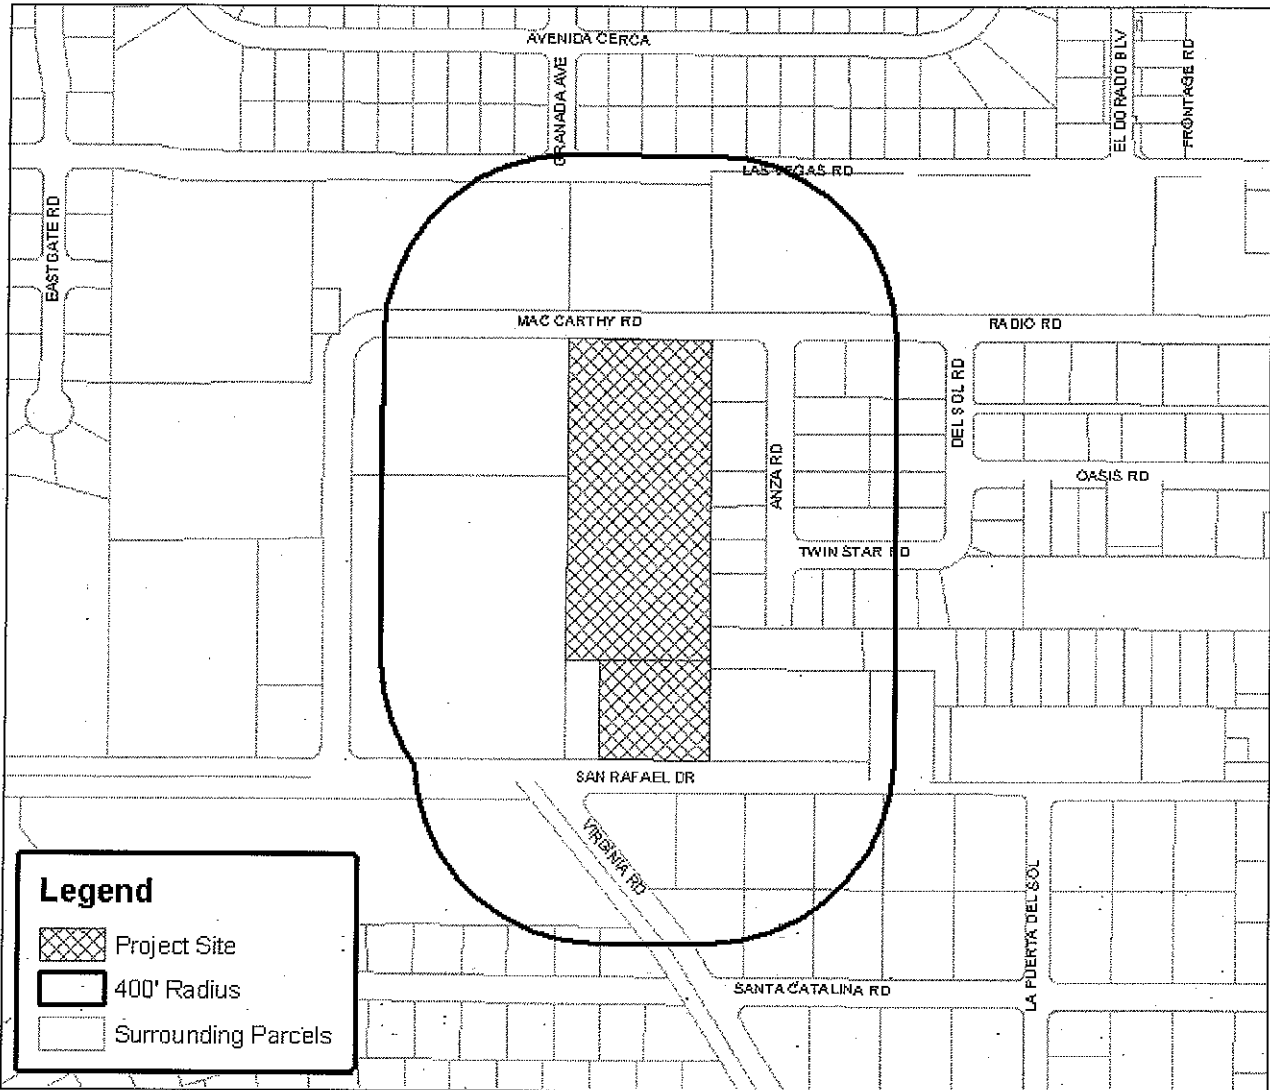 AVENIDA CERCA
GRANADA AVE
EL DORADO BLV
FRONTAGE RD
LAS VEGAS RD
EASTGATE RD
MAC CARTHY RD
RADIO RD
DEL SOL RD
ANZA RD
OASIS RD
TWIN STAR RD
SAN RAFAEL DR
VIRGINIA RD
LA PUERTA DEL SOL
SANTA CATALINA RD
Legend
Project Site
400' Radius
Surrounding Parcels